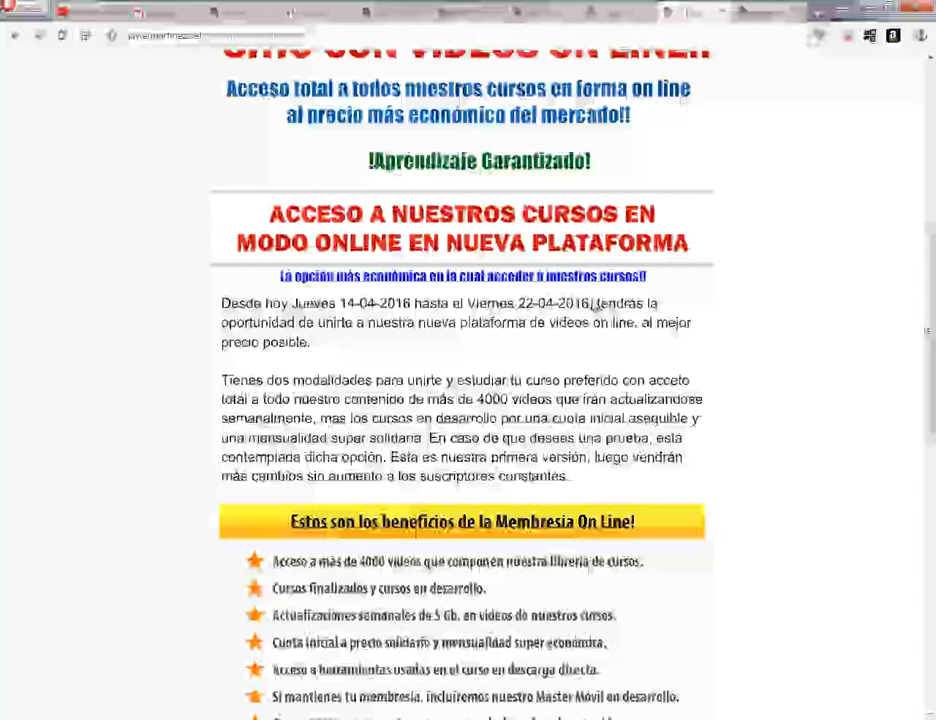 SITIO CON VIDEOS ON LINE!!
Acceso total a todos nuestros cursos en forma on line
al precio más económico del mercado!!
!Aprendizaje Garantizado!
ACCESO A NUESTROS CURSOS EN
MODO ONLINE EN NUEVA PLATAFORMA
La opción más económica en la cual acceder a nuestros cursos!!
Desde hoy Jueves 14-04-2016 hasta el Viernes 22-04-2016, tendrás la
oportunidad de unirte a nuestra nueva plataforma de videos on line, al mejor
precio posible.
Tienes dos modalidades para unirte y estudiar tu curso preferido con acceto
total a todo nuestro contenido de más de 4000 videos que irán actualizandose
semanalmente, mas los cursos en desarrollo por una cuota inicial asequible y
una mensualidad super solidaria. En caso de que desees una prueba, esta
contemplada dicha opción. Esta es nuestra primera versión, luego vendrán
más cambios sin aumento a los suscriptores constantes.
Estos son los beneficios de la Membresia On Line!
Acceso a más de 4000 videos que componen nuestra libreria de cursos.
Cursos finalizados y cursos en desarrollo.
Actualizaciones semanales de 5 Gb. en videos de nuestros cursos.
Cuota inicial a precio solidario y mensualidad super económica.
Acceso a herramientas usadas en el curso en descarga directa.
Si mantienes tu membresía, incluiremos nuestro Master Móvil en desarrollo.